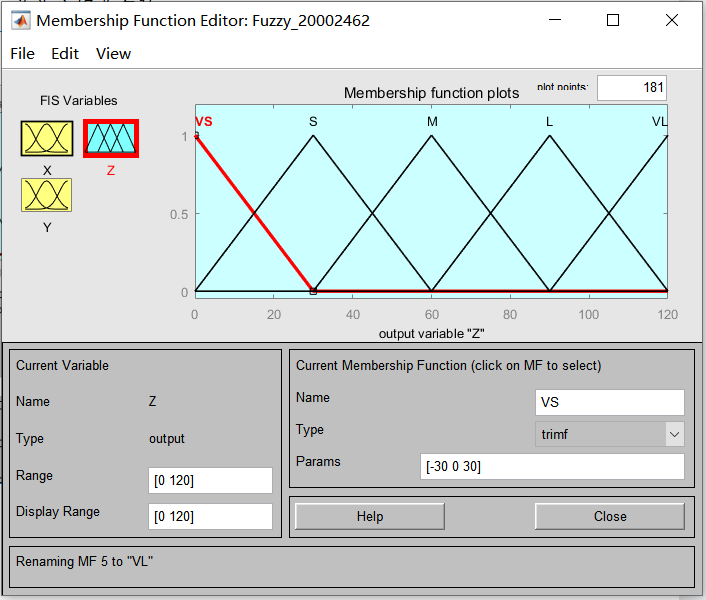 Membership Function Editor: Fuzzy_20002462
File Edit View
FIS Variables
X
Z
Y
Membership function plots
plot points:
181
VS S M L VL
1
0.5
0
0 20 40 60 80 100 120
output variable "Z"
Current Variable
Name Z
Type output
Range [0 120]
Display Range [0 120]
Current Membership Function (click on MF to select)
Name VS
Type trimf
Params [-30 0 30]
Help Close
Renaming MF 5 to "VL"